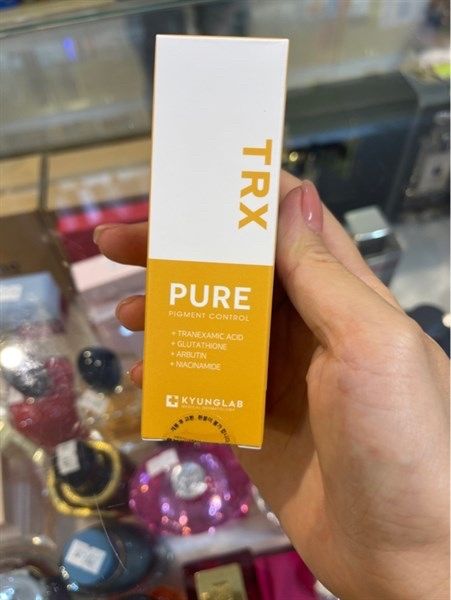 TRX
PURE
PIGMENT CONTROL
+ TRANEXAMIC ACID
+ GLUTATHIONE
+ ARBUTIN
+ NIACINAMIDE
KYUNGLAB